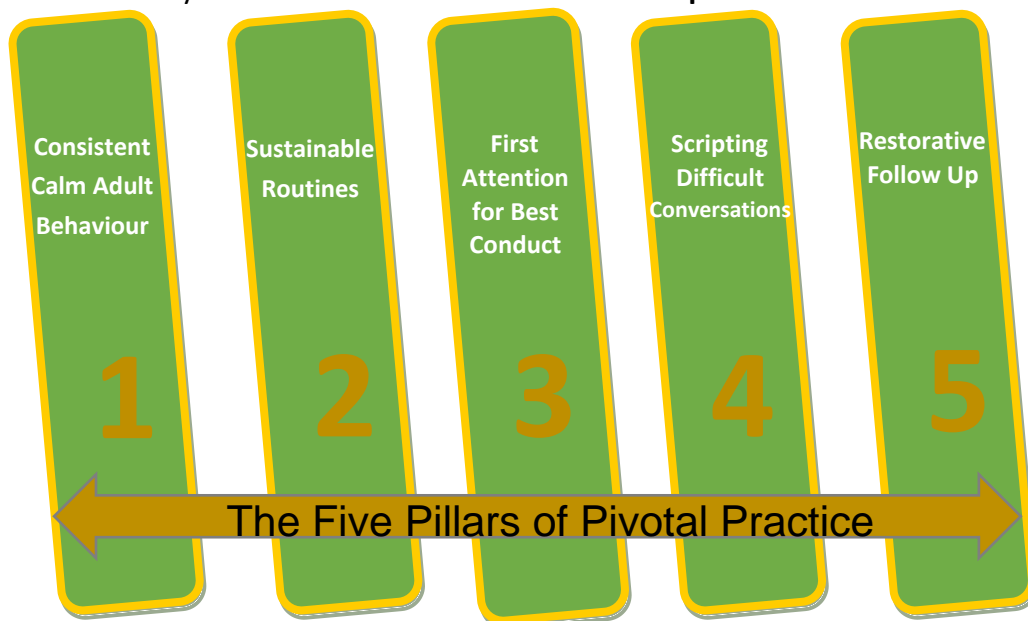 Consistent
Calm Adult
Behaviour
1
Sustainable
Routines
2
First
Attention
for Best
Conduct
3
Scripting
Difficult
Conversations
4
Restorative
Follow Up
5
The Five Pillars of Pivotal Practice